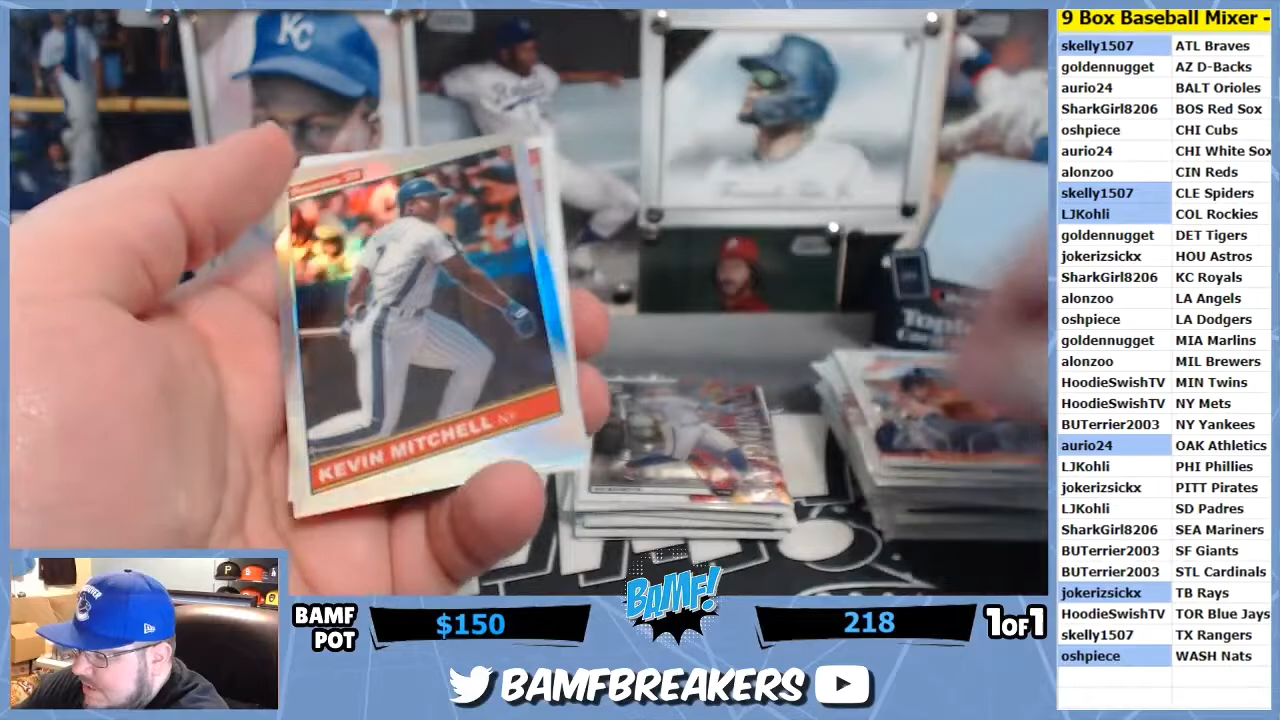 9 Box Baseball Mixer -
skelly1507 ATL Braves
goldennugget AZ D-Backs
aurio24 BALT Orioles
SharkGirl8206 BOS Red Sox
oshpiece CHI Cubs
aurio24 CHI White Sox
alonzoo CIN Reds
skelly1507 CLE Spiders
LJKohli COL Rockies
goldennugget DET Tigers
jokerizsickx HOU Astros
SharkGirl8206 KC Royals
alonzoo LA Angels
oshpiece LA Dodgers
goldennugget MIA Marlins
alonzoo MIL Brewers
HoodieSwishTV MIN Twins
HoodieSwishTV NY Mets
BUTerrier2003 NY Yankees
aurio24 OAK Athletics
LJKohli PHI Phillies
jokerizsickx PITT Pirates
LJKohli SD Padres
SharkGirl8206 SEA Mariners
BUTerrier2003 SF Giants
BUTerrier2003 STL Cardinals
jokerizsickx TB Rays
HoodieSwishTV TOR Blue Jays
skelly1507 TX Rangers
oshpiece WASH Nats
KC
KEVIN MITCHELL NY
BAMF
POT
$150
BAMF!
218
1OF1
BAMFBREAKERS